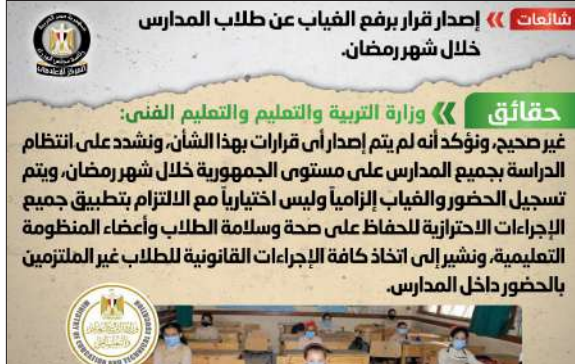 شائعات » إصدار قرار برفع الغياب عن طلاب المدارس
خلال شهر رمضان.
حقائق » وزارة التربية والتعليم والتعليم الفنى:
غير صحيح، ونؤكد أنه لم يتم إصدار أى قرارات بهذا الشأن، ونشدد على انتظام
الدراسة بجميع المدارس على مستوى الجمهورية خلال شهر رمضان، ويتم
تسجيل الحضور والغياب إلزامياً وليس اختيارياً مع الالتزام بتطبيق جميع
الإجراءات الاحترازية للحفاظ على صحة وسلامة الطلاب وأعضاء المنظومة
التعليمية، ونشير إلى اتخاذ كافة الإجراءات القانونية للطلاب غير الملتزمين
بالحضور داخل المدارس.